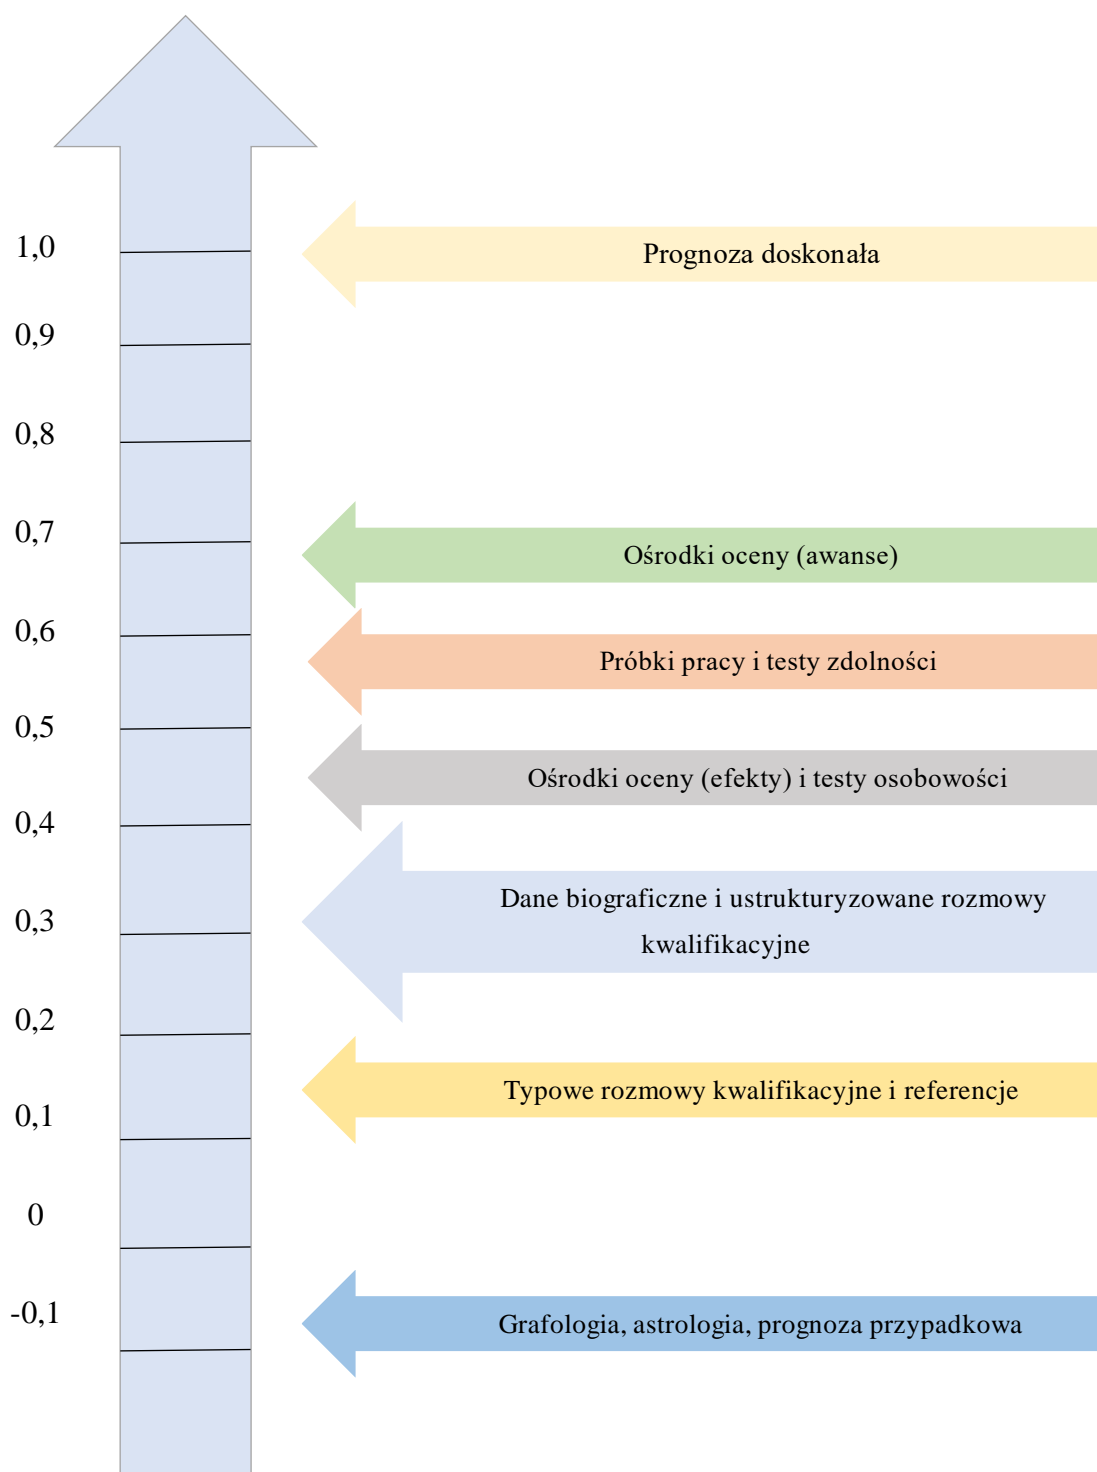 1,0
Prognoza doskonała
0,9
0,8
0,7
Ośrodki oceny (awanse)
0,6
Próbki pracy i testy zdolności
0,5
Ośrodki oceny (efekty) i testy osobowości
0,4
Dane biograficzne i ustrukturyzowane rozmowy
kwalifikacyjne
0,3
0,2
Typowe rozmowy kwalifikacyjne i referencje
0,1
0
-0,1
Grafologia, astrologia, prognoza przypadkowa